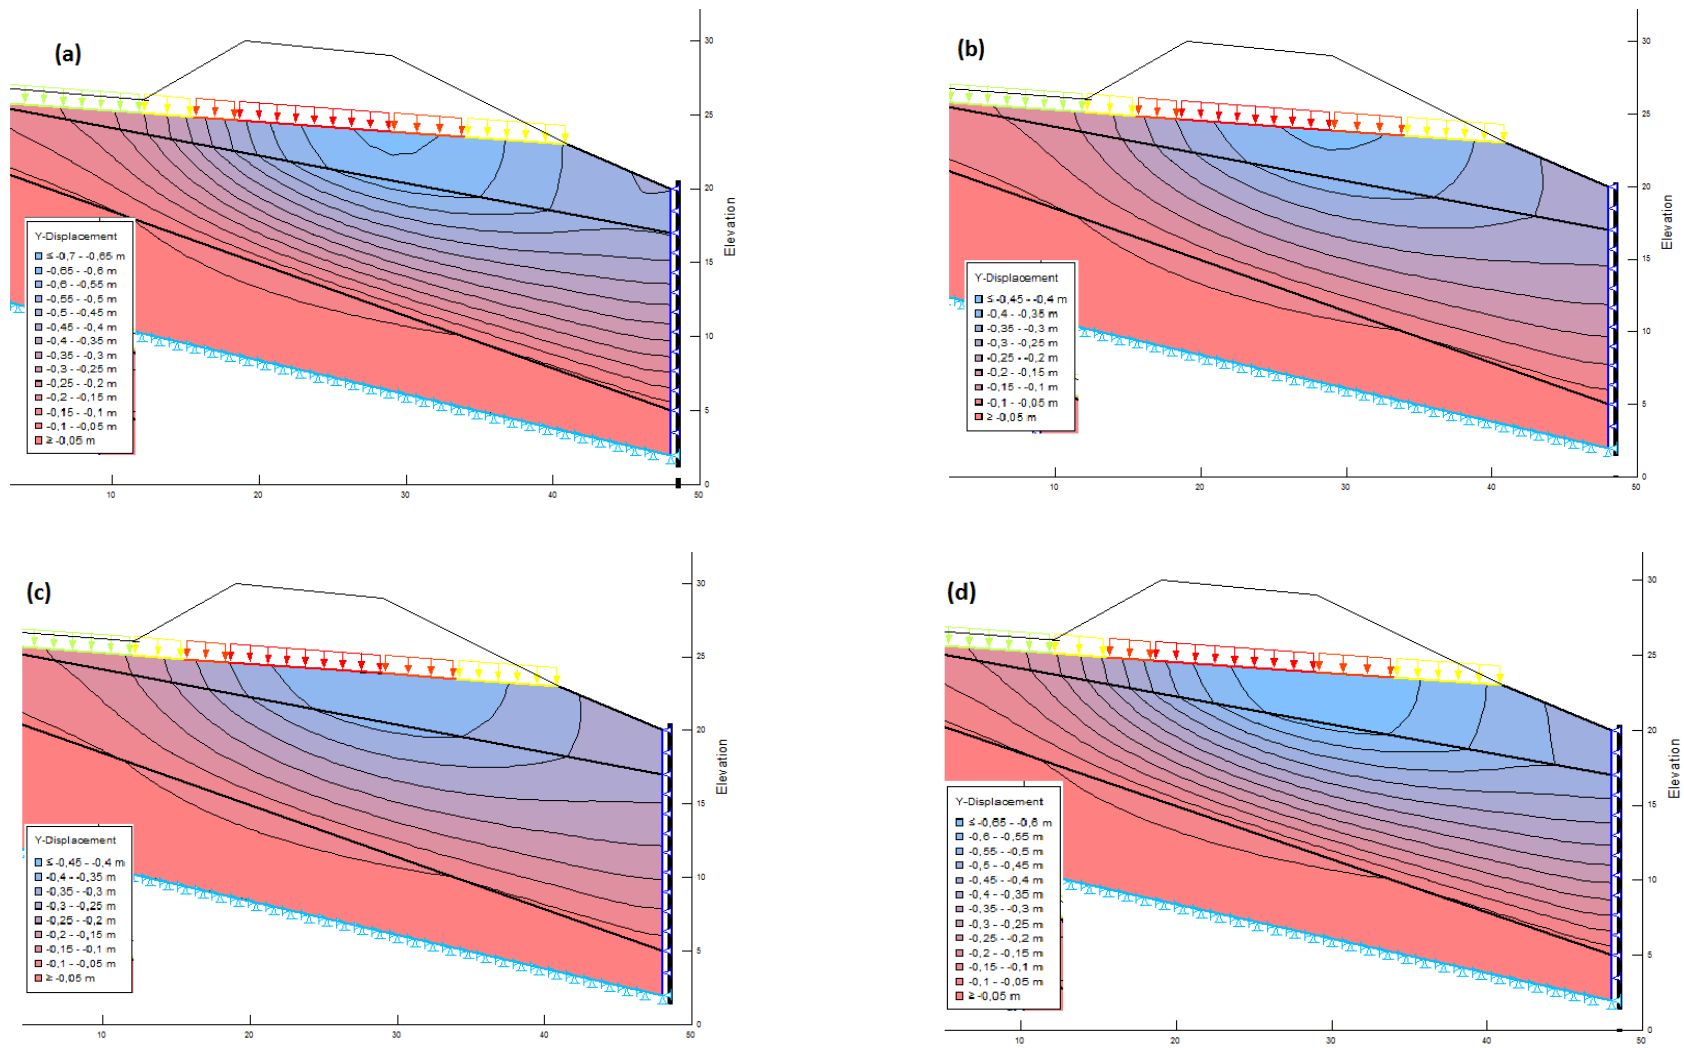 (a)
30
25
20
15
10
5
0
Elevation
Y-Displacement
≤ -0,7 - -0,65 m
-0,65 - -0,6 m
-0,6 - -0,55 m
-0,55 - -0,5 m
-0,5 - -0,45 m
-0,45 - -0,4 m
-0,4 - -0,35 m
-0,35 - -0,3 m
-0,3 - -0,25 m
-0,25 - -0,2 m
-0,2 - -0,15 m
-0,15 - -0,1 m
-0,1 - -0,05 m
≥ -0,05 m
10 20 30 40 50
(b)
30
25
20
15
10
5
0
Elevation
Y-Displacement
≤ -0,45 - -0,4 m
-0,4 - -0,35 m
-0,35 - -0,3 m
-0,3 - -0,25 m
-0,25 - -0,2 m
-0,2 - -0,15 m
-0,15 - -0,1 m
-0,1 - -0,05 m
≥ -0,05 m
10 20 30 40 50
(c)
30
25
20
15
10
5
0
Elevation
Y-Displacement
≤ -0,45 - -0,4 m
-0,4 - -0,35 m
-0,35 - -0,3 m
-0,3 - -0,25 m
-0,25 - -0,2 m
-0,2 - -0,15 m
-0,15 - -0,1 m
-0,1 - -0,05 m
≥ -0,05 m
10 20 30 40 50
(d)
30
25
20
15
10
5
0
Elevation
Y-Displacement
≤ -0,65 - -0,6 m
-0,6 - -0,55 m
-0,55 - -0,5 m
-0,5 - -0,45 m
-0,45 - -0,4 m
-0,4 - -0,35 m
-0,35 - -0,3 m
-0,3 - -0,25 m
-0,25 - -0,2 m
-0,2 - -0,15 m
-0,15 - -0,1 m
-0,1 - -0,05 m
≥ -0,05 m
10 20 30 40 50